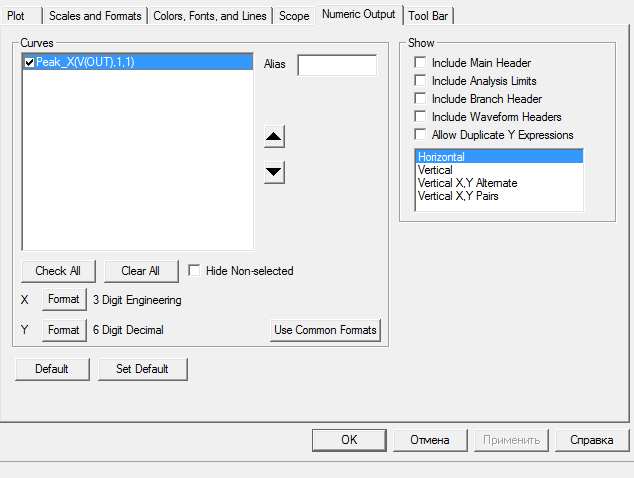 Plot Scales and Formats Colors, Fonts, and Lines Scope Numeric Output Tool Bar
Curves
Peak_X(V(OUT),1,1)
Alias
Check All Clear All Hide Non-selected
X Format 3 Digit Engineering
Y Format 6 Digit Decimal Use Common Formats
Default Set Default
Show
Include Main Header
Include Analysis Limits
Include Branch Header
Include Waveform Headers
Allow Duplicate Y Expressions
Horizontal
Vertical
Vertical X,Y Alternate
Vertical X,Y Pairs
OK Отмена Применить Справка